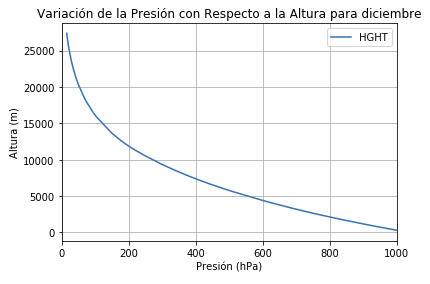 Variación de la Presión con Respecto a la Altura para diciembre
HGHT
25000
20000
15000
10000
5000
0
Altura (m)
0 200 400 600 800 1000
Presión (hPa)